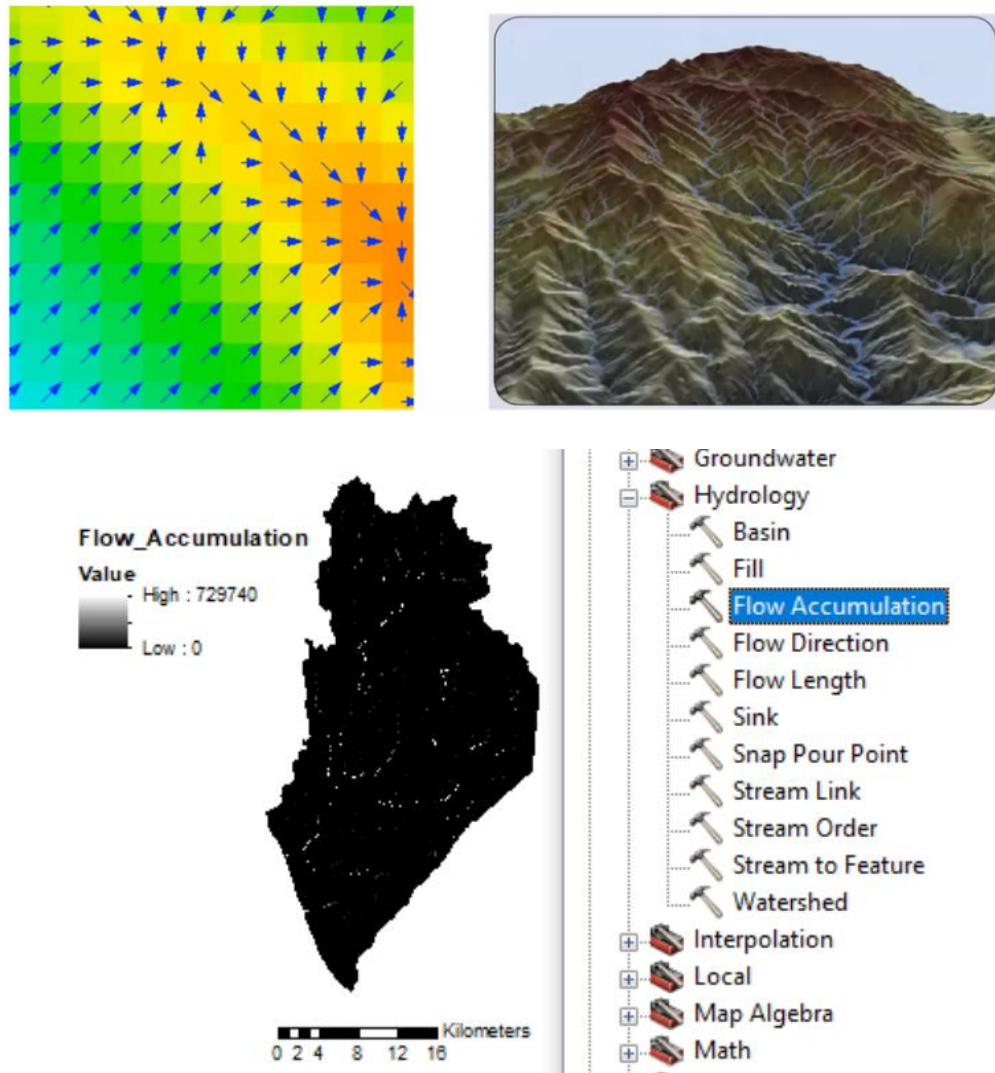 Flow_Accumulation
Value
High : 729740
Low : 0
Kilometers
0 2 4 8 12 16
Groundwater
Hydrology
Basin
Fill
Flow Accumulation
Flow Direction
Flow Length
Sink
Snap Pour Point
Stream Link
Stream Order
Stream to Feature
Watershed
Interpolation
Local
Map Algebra
Math